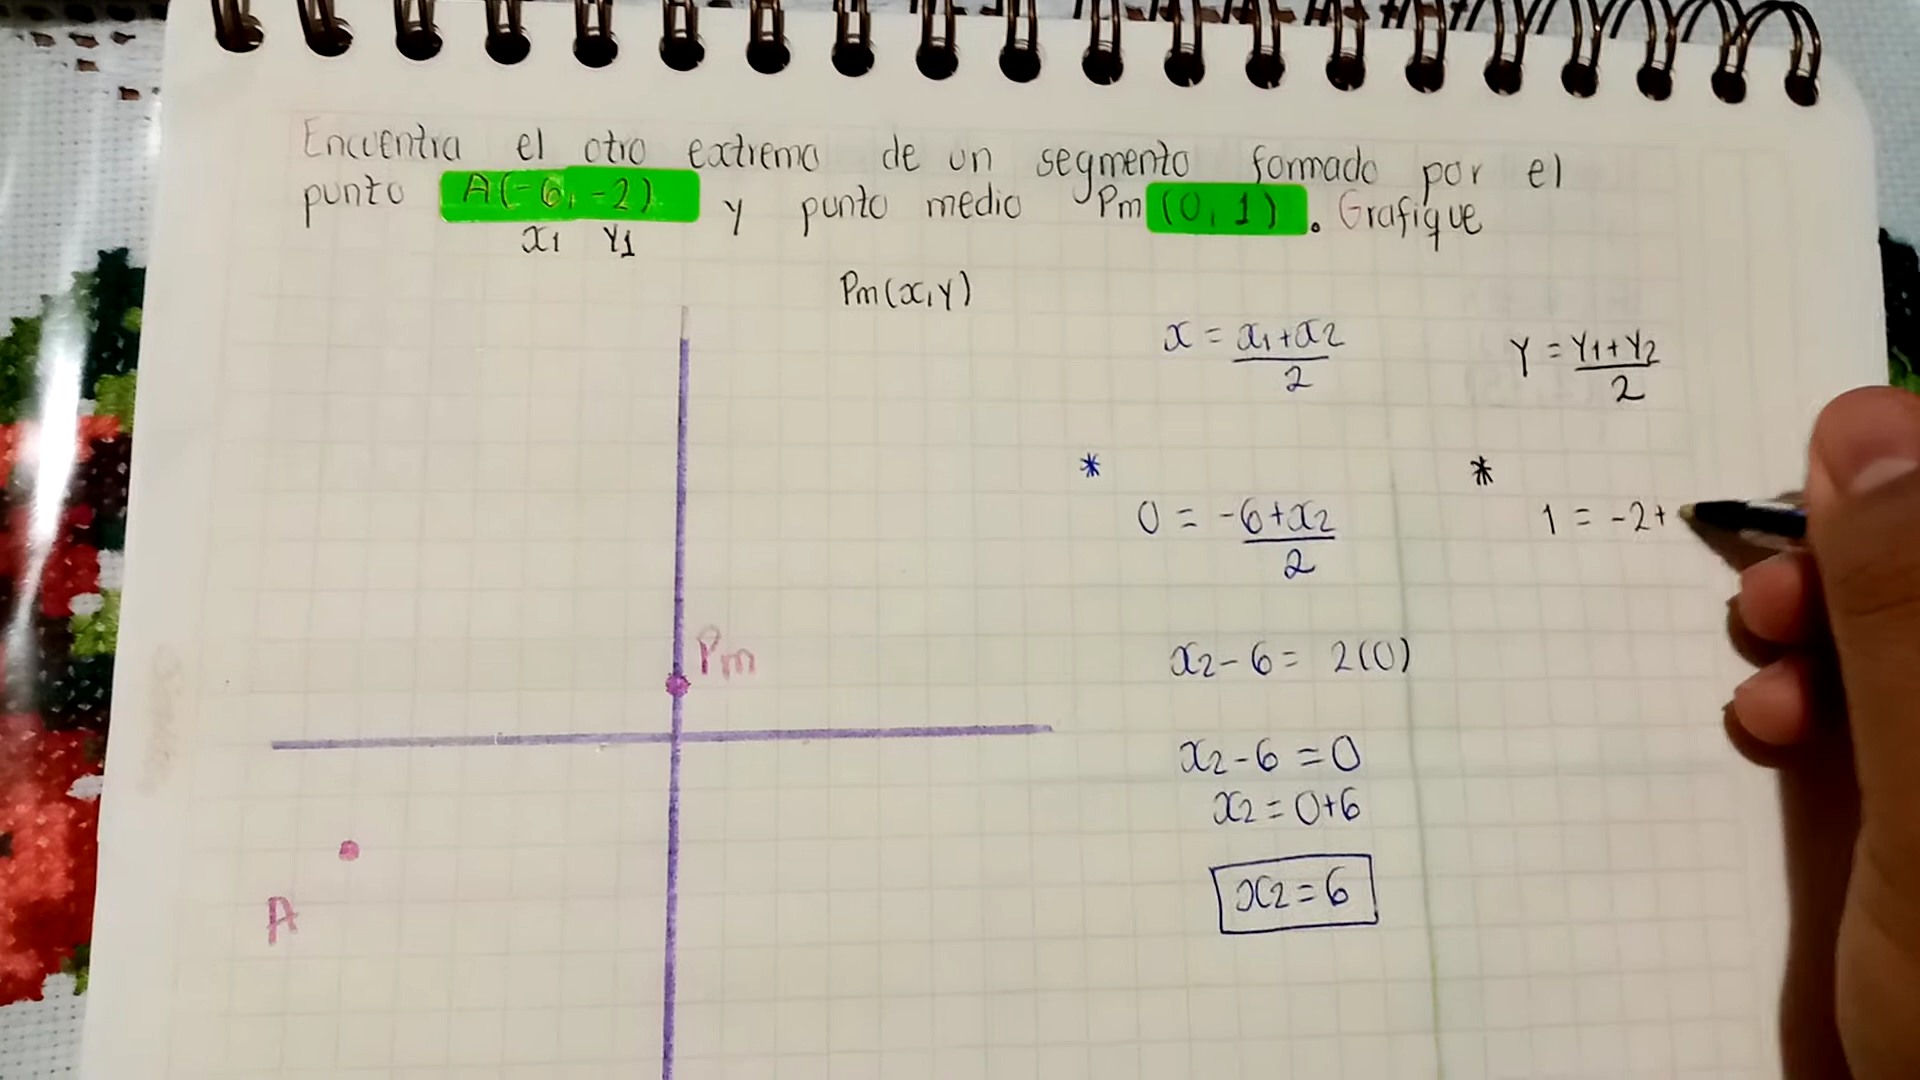 Encuentra el otro extremo de un segmento formado por el
punto A(-6, -2) y punto medio Pm (0, 1). Grafique
x1 Y1
Pm(x,y)
x = x1+x2
2
Y = Y1+Y2
2
*
0 = -6+x2
2
x2-6 = 2(0)
x2-6 = 0
x2 = 0+6
x2 = 6
*
1 = -2+
Pm
A